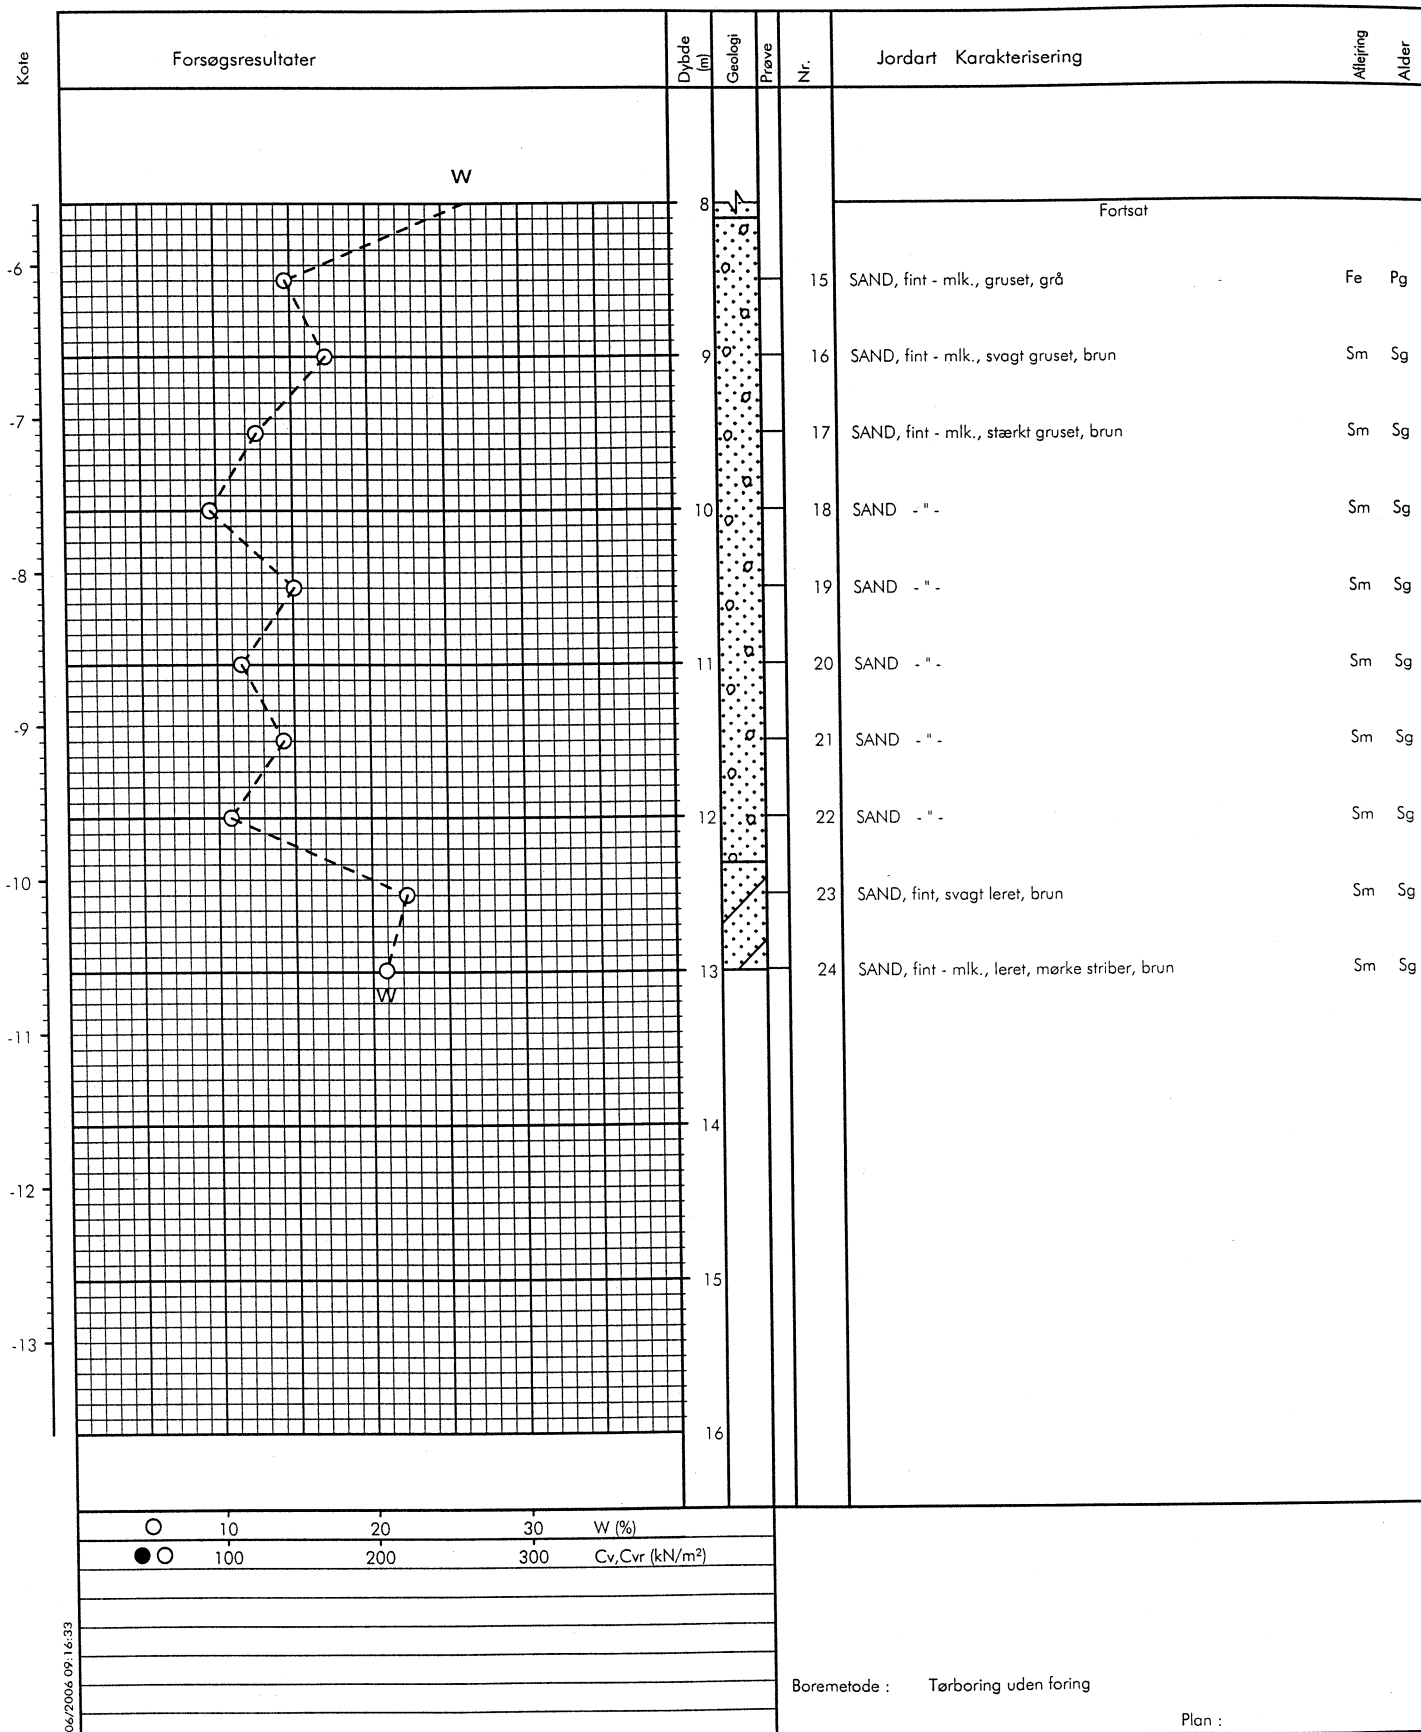 Kote Forsøgsresultater Dybde (m) Geologi Prøve Nr. Jordart Karakterisering Aflejring Alder
W
8
Fortsat
-6
15 SAND, fint - mlk., gruset, grå Fe Pg
9 16 SAND, fint - mlk., svagt gruset, brun Sm Sg
-7
17 SAND, fint - mlk., stærkt gruset, brun Sm Sg
10 18 SAND - " - Sm Sg
-8
19 SAND - " - Sm Sg
11 20 SAND - " - Sm Sg
-9
21 SAND - " - Sm Sg
12 22 SAND - " - Sm Sg
-10
23 SAND, fint, svagt leret, brun Sm Sg
13 24 SAND, fint - mlk., leret, mørke striber, brun Sm Sg
W
-11
14
-12
15
-13
16
10 20 30 W (%)
100 200 300 Cv,Cvr (kN/m²)
06/2006 09:16:33
Boremetode : Tørboring uden foring
Plan :